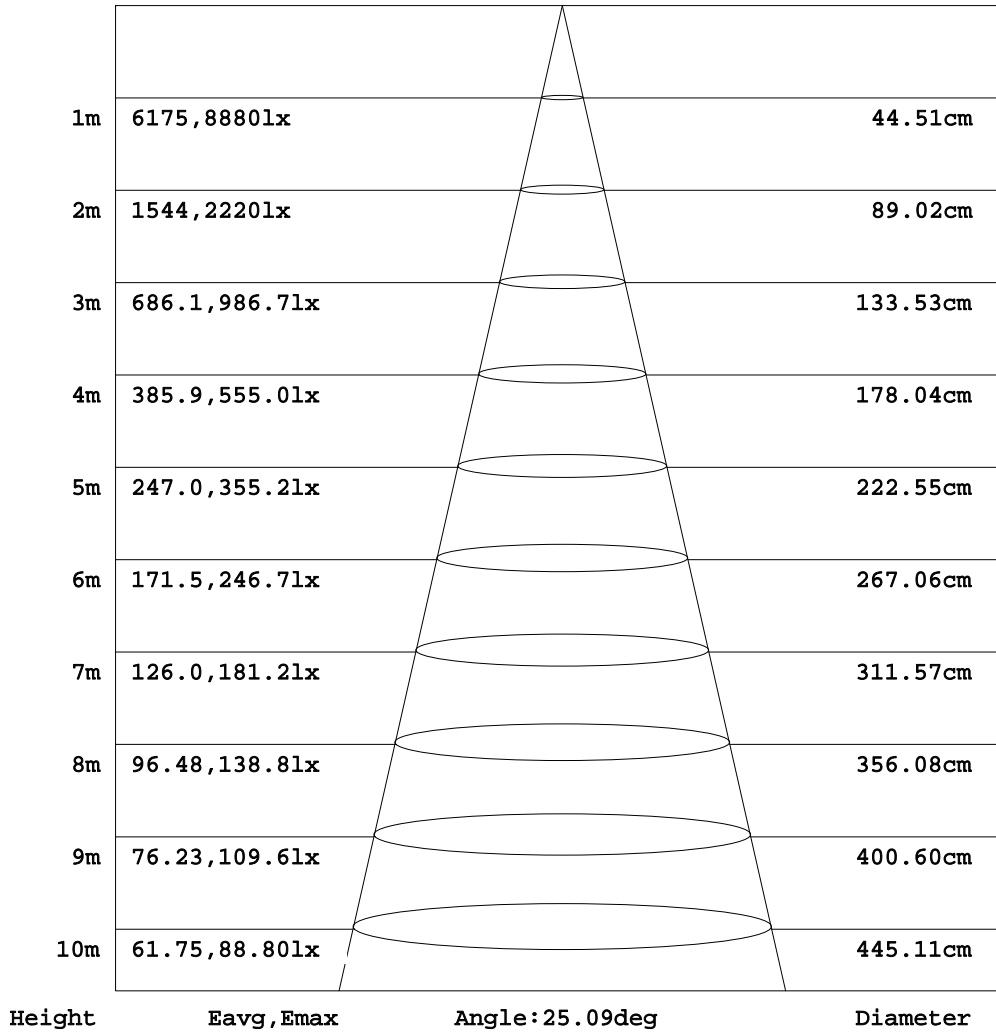 1m 6175,8880lx 44.51cm
2m 1544,2220lx 89.02cm
3m 686.1,986.7lx 133.53cm
4m 385.9,555.0lx 178.04cm
5m 247.0,355.2lx 222.55cm
6m 171.5,246.7lx 267.06cm
7m 126.0,181.2lx 311.57cm
8m 96.48,138.8lx 356.08cm
9m 76.23,109.6lx 400.60cm
10m 61.75,88.80lx 445.11cm
Height Eavg,Emax Angle:25.09deg Diameter